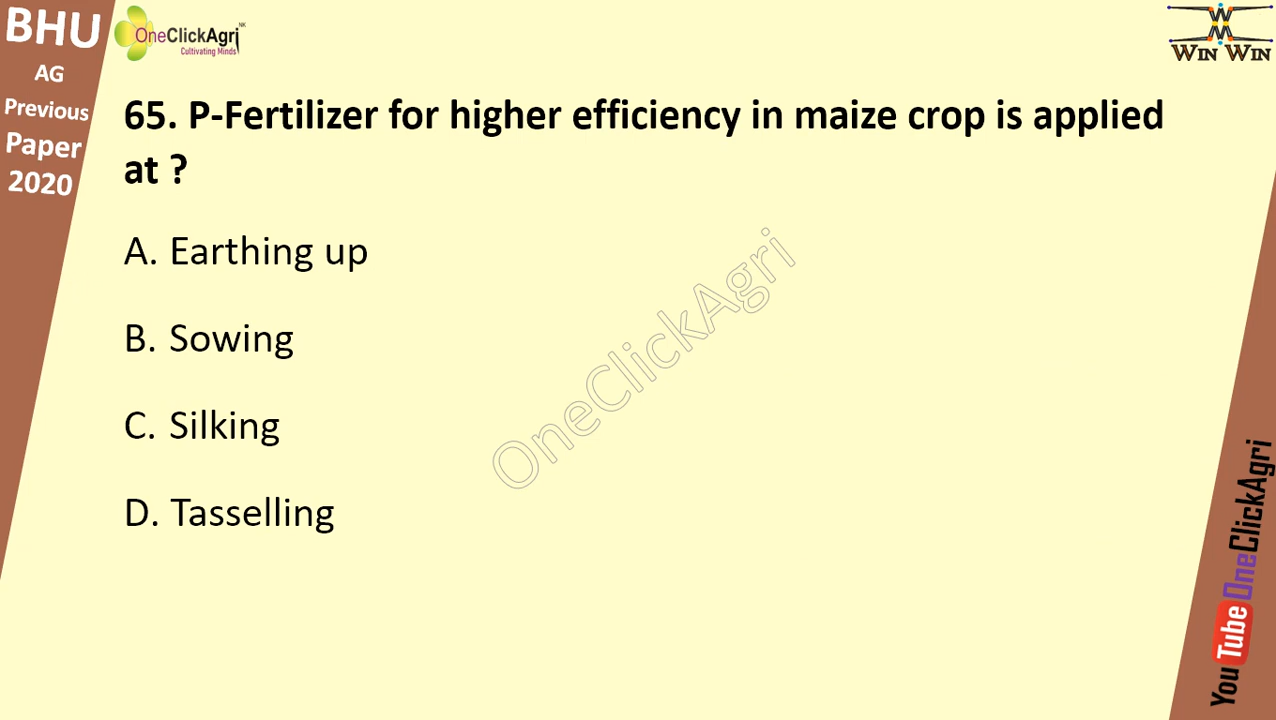 BHU
AG
Previous
Paper
2020
OneClickAgri NK
Cultivating Minds
WIN WIN
65. P-Fertilizer for higher efficiency in maize crop is applied
at ?
A. Earthing up
B. Sowing
C. Silking
D. Tasselling
OneClickAgri
YouTube OneClickAgri